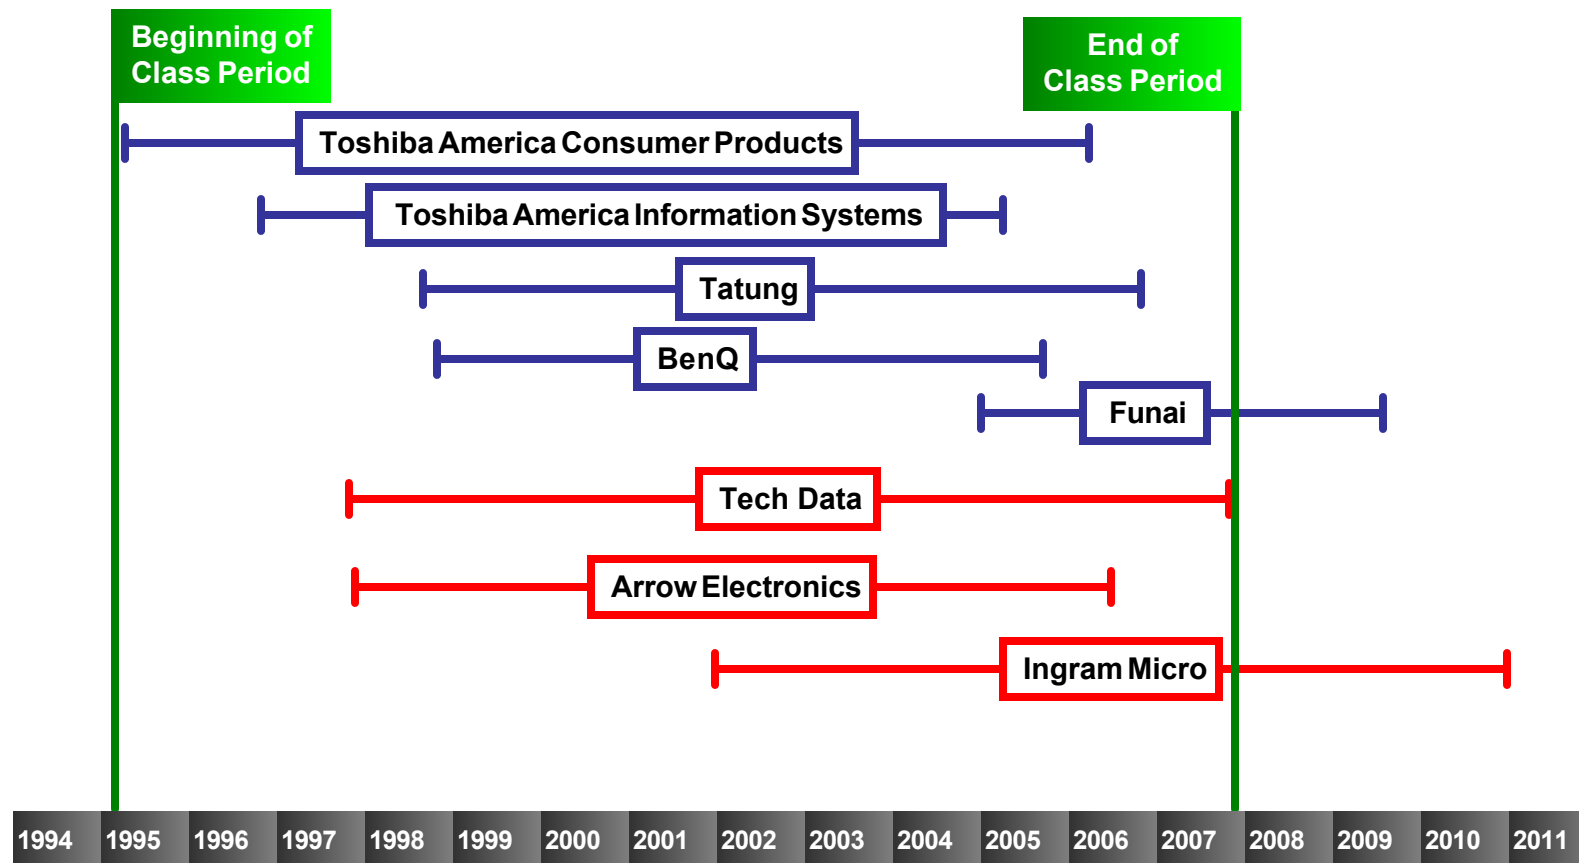 Beginning of
Class Period
End of
Class Period
Toshiba America Consumer Products
Toshiba America Information Systems
Tatung
BenQ
Funai
Tech Data
Arrow Electronics
Ingram Micro
1994 1995 1996 1997 1998 1999 2000 2001 2002 2003 2004 2005 2006 2007 2008 2009 2010 2011